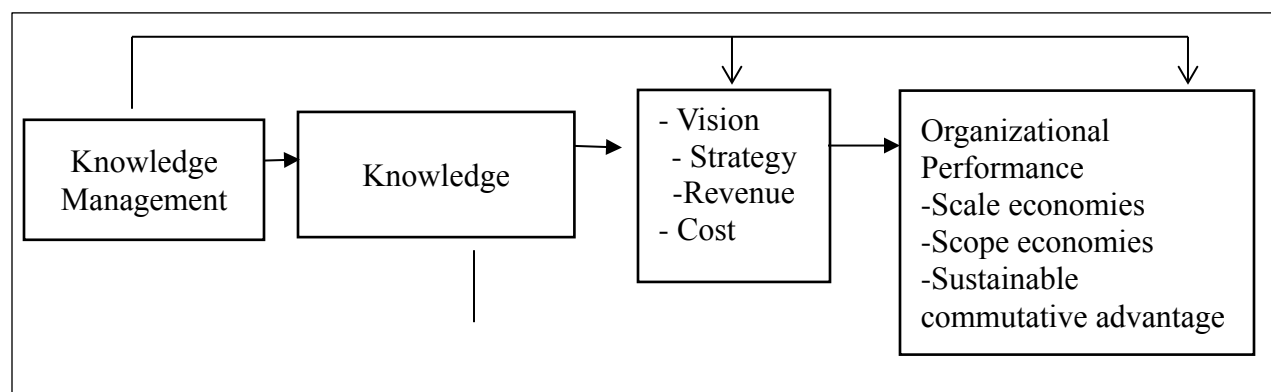 Knowledge
Management
Knowledge
- Vision
- Strategy
-Revenue
- Cost
Organizational
Performance
-Scale economies
-Scope economies
-Sustainable
commutative advantage